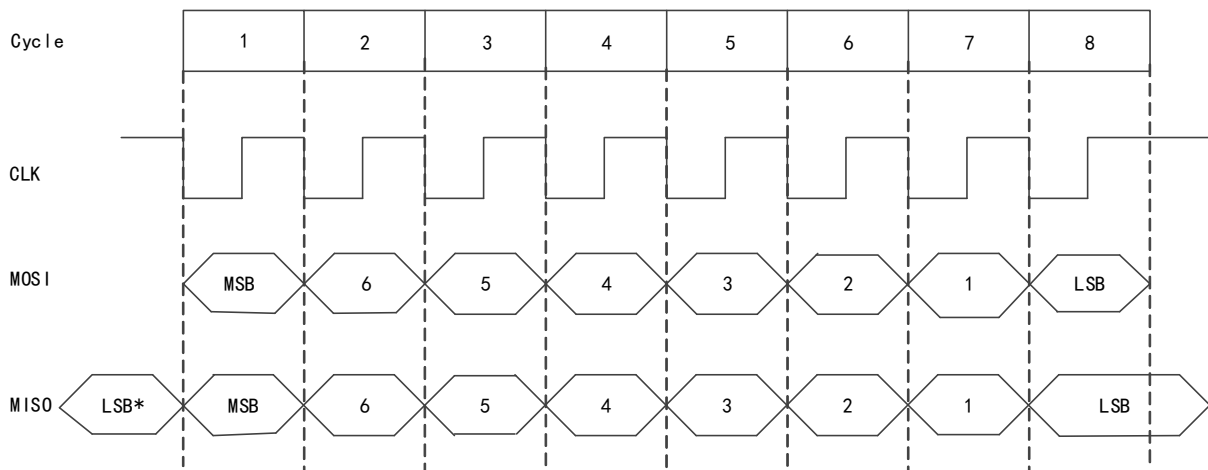 Cycle 1 2 3 4 5 6 7 8
CLK
MOSI MSB 6 5 4 3 2 1 LSB
MISO LSB* MSB 6 5 4 3 2 1 LSB